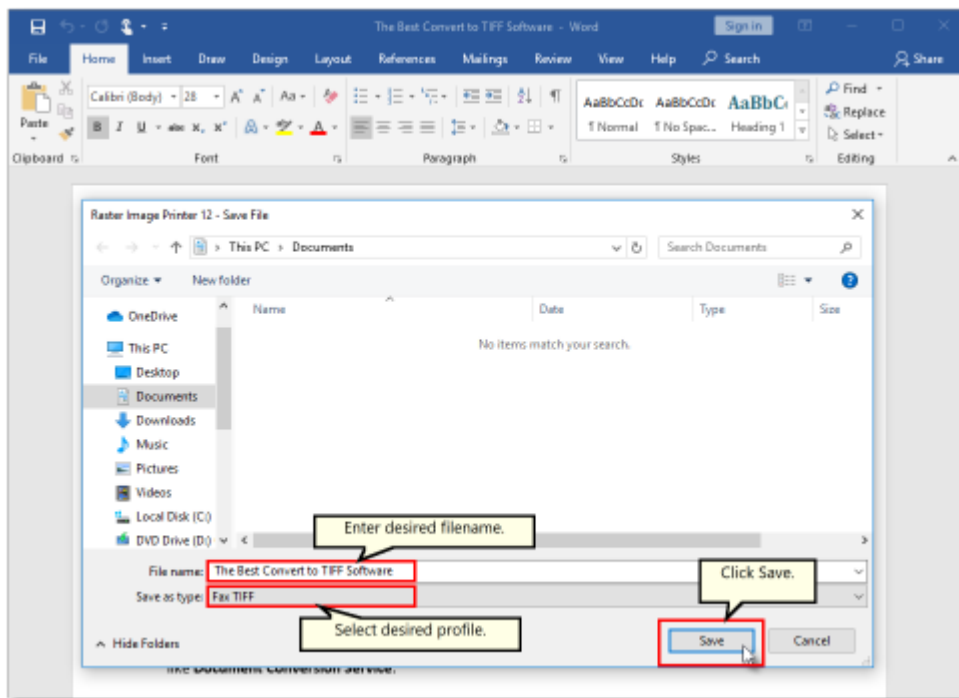 The Best Convert to TIFF Software - Word
Sign in
File Home Insert Draw Design Layout References Mailings Review View Help Search Share
Calibri (Body) 28 Aa
Find
Paste
B I U abc X, X² A
AaBbCcDc AaBbCcDc AaBbC
Replace
¶ Normal ¶ No Spac... Heading 1
Select
Clipboard Font Paragraph Styles Editing
Raster Image Printer 12 - Save File
This PC > Documents
Search Documents
Organize New folder
Name Date Type Size
OneDrive
No items match your search.
This PC
Desktop
Documents
Downloads
Music
Pictures
Videos
Local Disk (C:)
DVD Drive (D:)
Enter desired filename.
File name: The Best Convert to TIFF Software
Click Save.
Save as type: Fax TIFF
Select desired profile.
Hide Folders
Save Cancel
like Document Conversion Service.